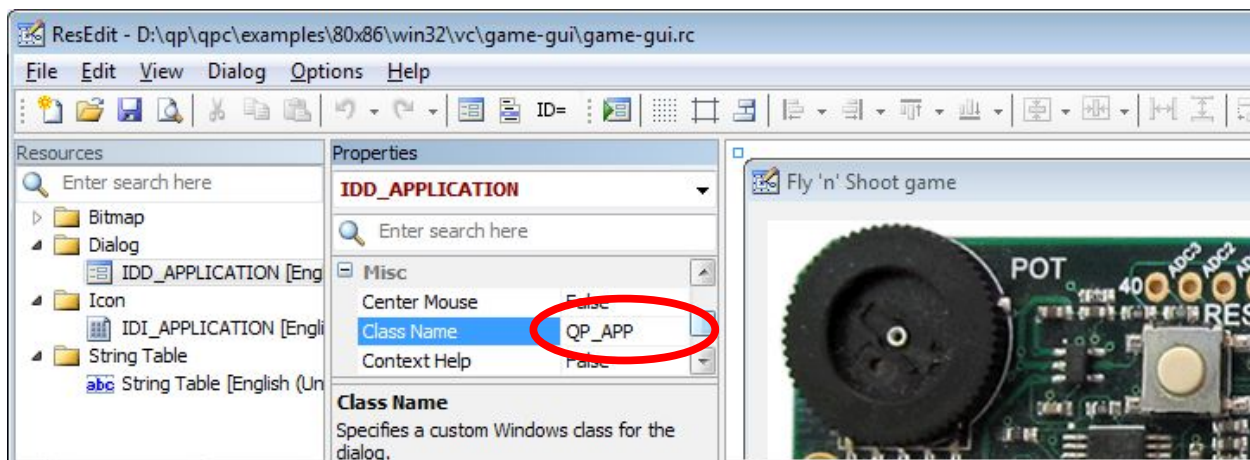 ResEdit - D:\qp\qpc\examples\80x86\win32\vc\game-gui\game-gui.rc
File Edit View Dialog Options Help
ID=
Resources
Enter search here
Bitmap
Dialog
IDD_APPLICATION [Eng
Icon
IDI_APPLICATION [Engli
String Table
abc String Table [English (Un
Properties
IDD_APPLICATION
Enter search here
Misc
Center Mouse False
Class Name QP_APP
Context Help False
Class Name
Specifies a custom Windows class for the
dialog.
Fly 'n' Shoot game
POT
40
ADC3
ADC2
RES